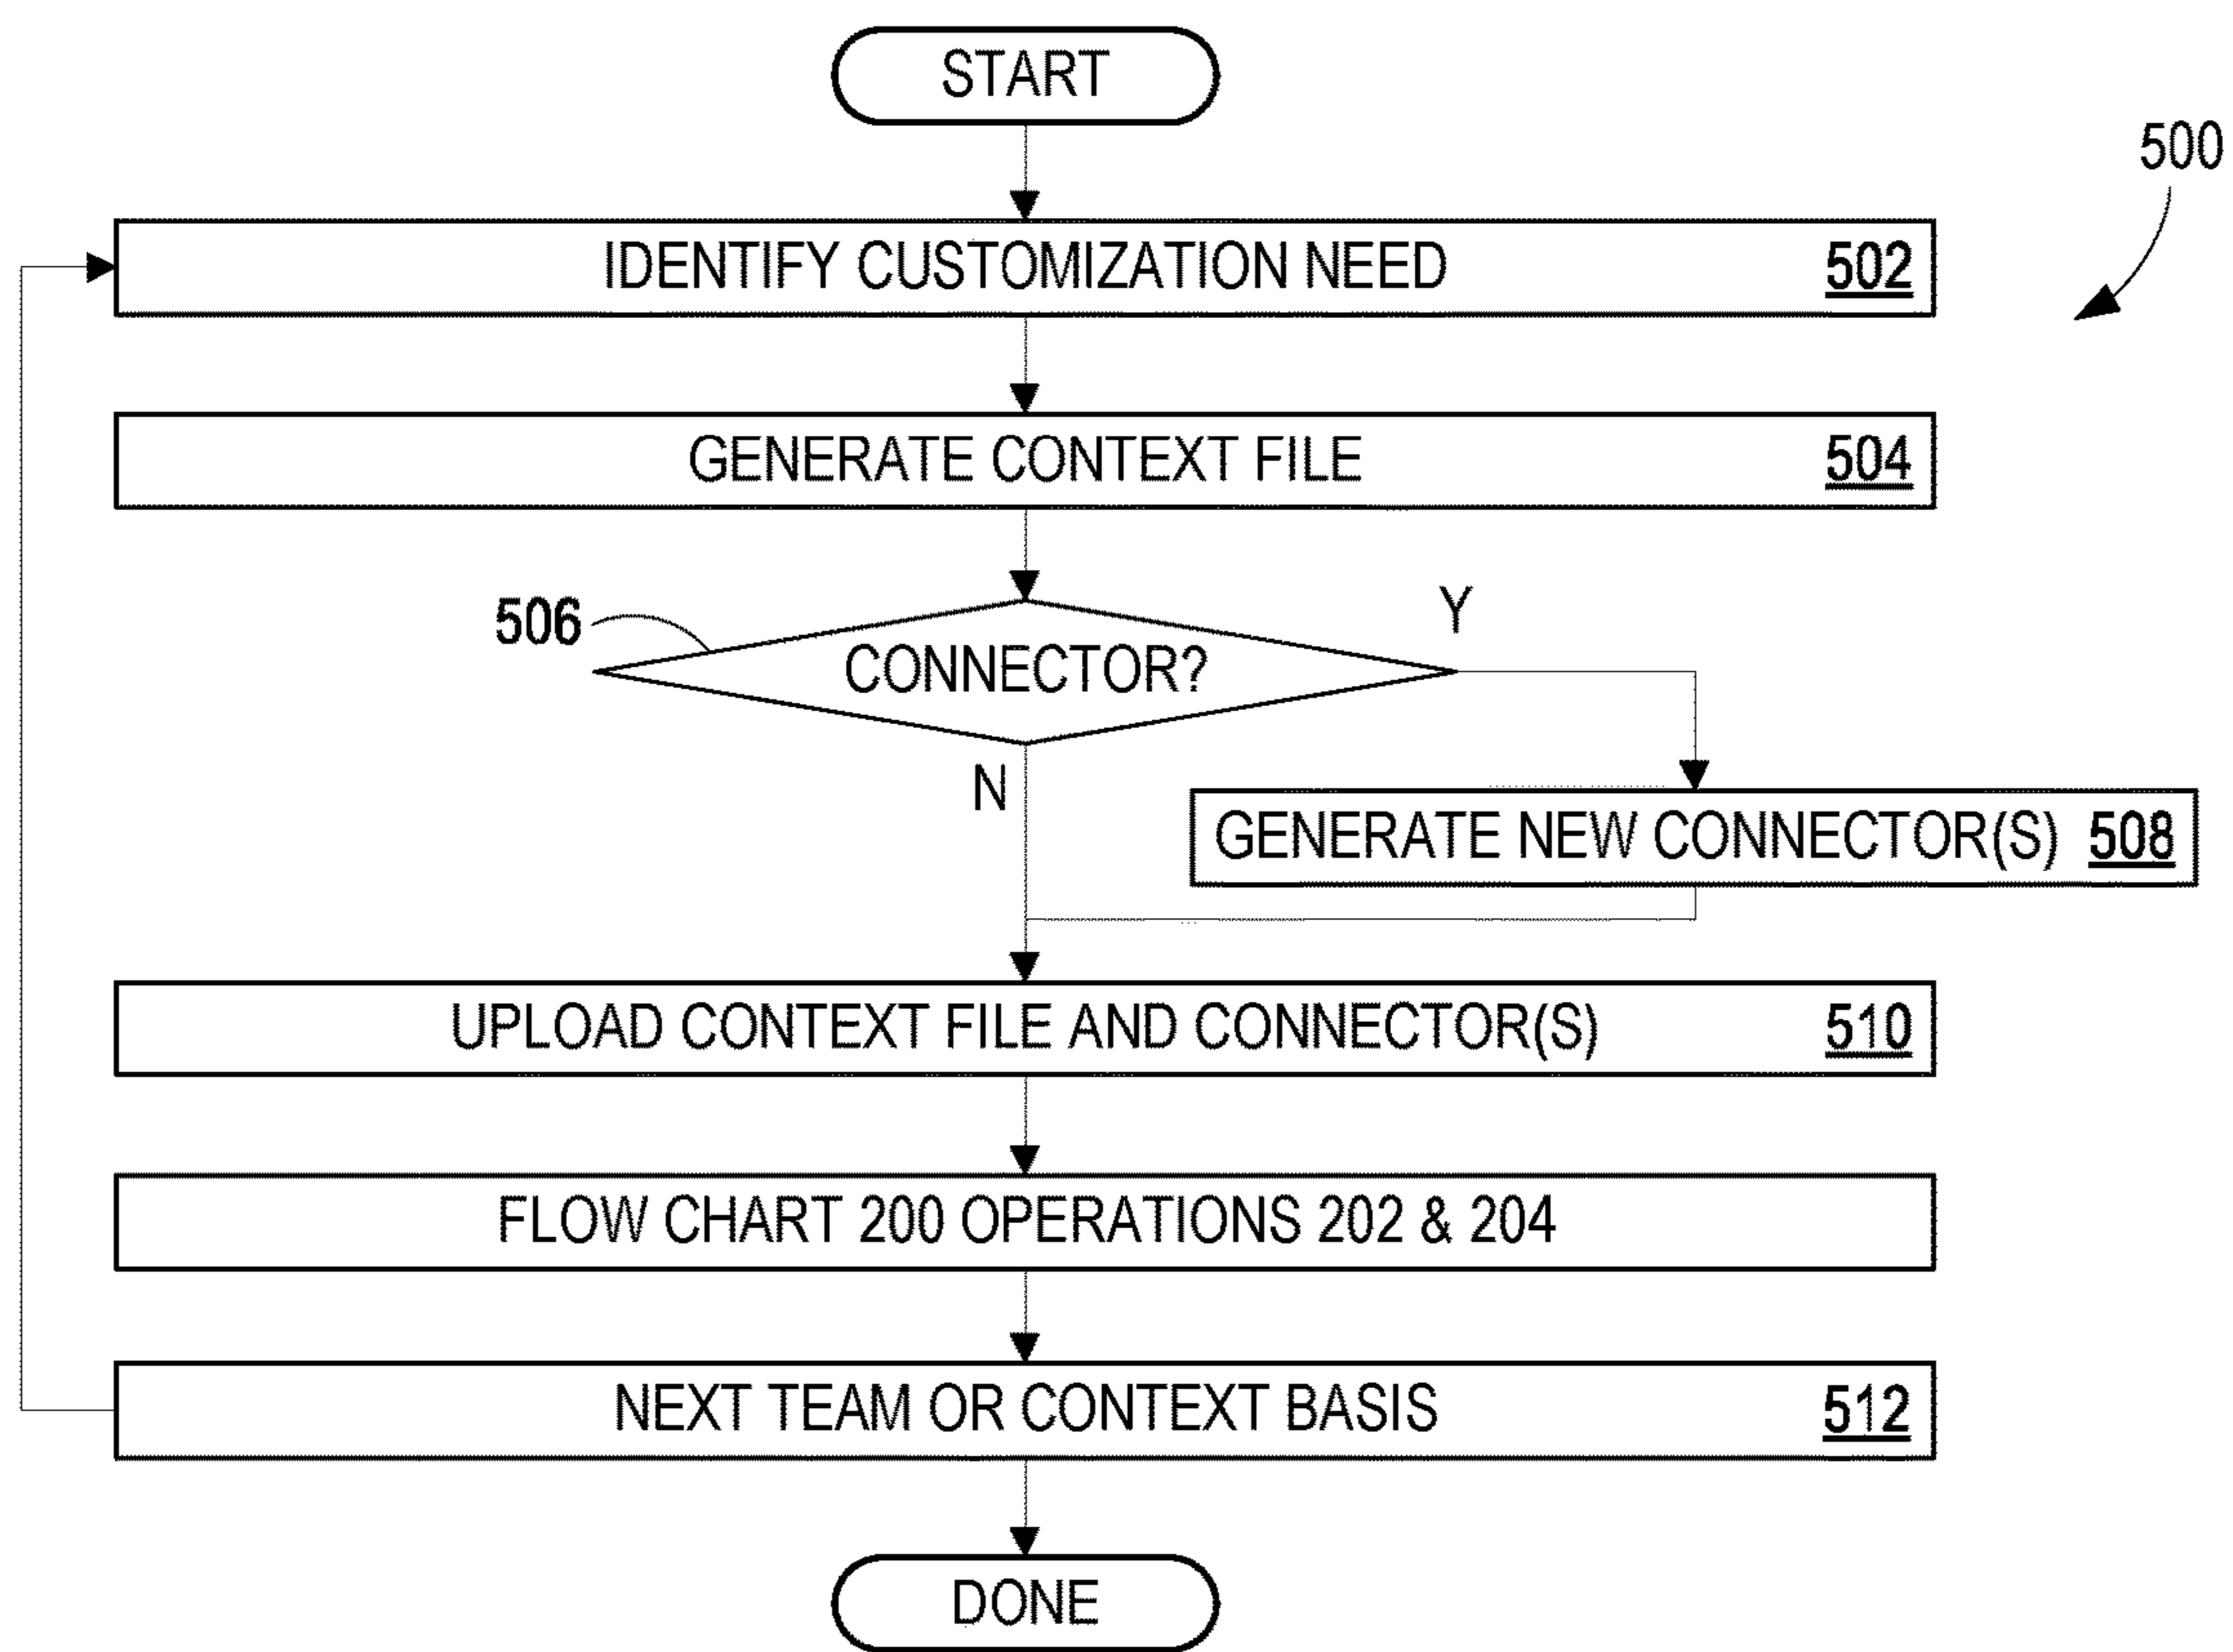 START
500
IDENTIFY CUSTOMIZATION NEED 502
GENERATE CONTEXT FILE 504
506
CONNECTOR?
Y
N
GENERATE NEW CONNECTOR(S) 508
UPLOAD CONTEXT FILE AND CONNECTOR(S) 510
FLOW CHART 200 OPERATIONS 202 & 204
NEXT TEAM OR CONTEXT BASIS 512
DONE